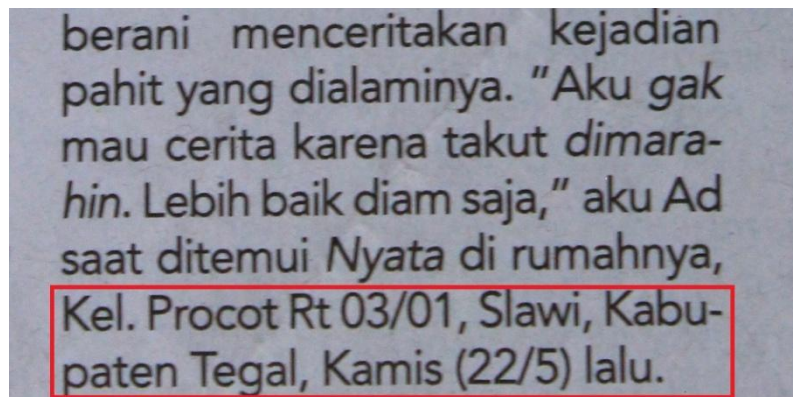 berani menceritakan kejadian
pahit yang dialaminya. "Aku gak
mau cerita karena takut dimara-
hin. Lebih baik diam saja," aku Ad
saat ditemui Nyata di rumahnya,
Kel. Procot Rt 03/01, Slawi, Kabu-
paten Tegal, Kamis (22/5) lalu.